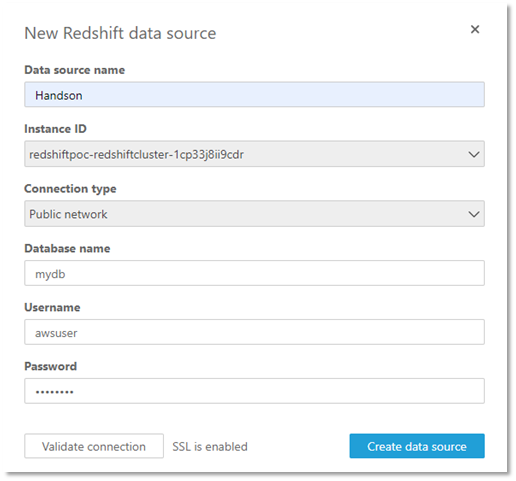 New Redshift data source
Data source name
Handson
Instance ID
redshiftpoc-redshiftcluster-1cp33j8ii9cdr
Connection type
Public network
Database name
mydb
Username
awsuser
Password
••••••••
Validate connection SSL is enabled Create data source